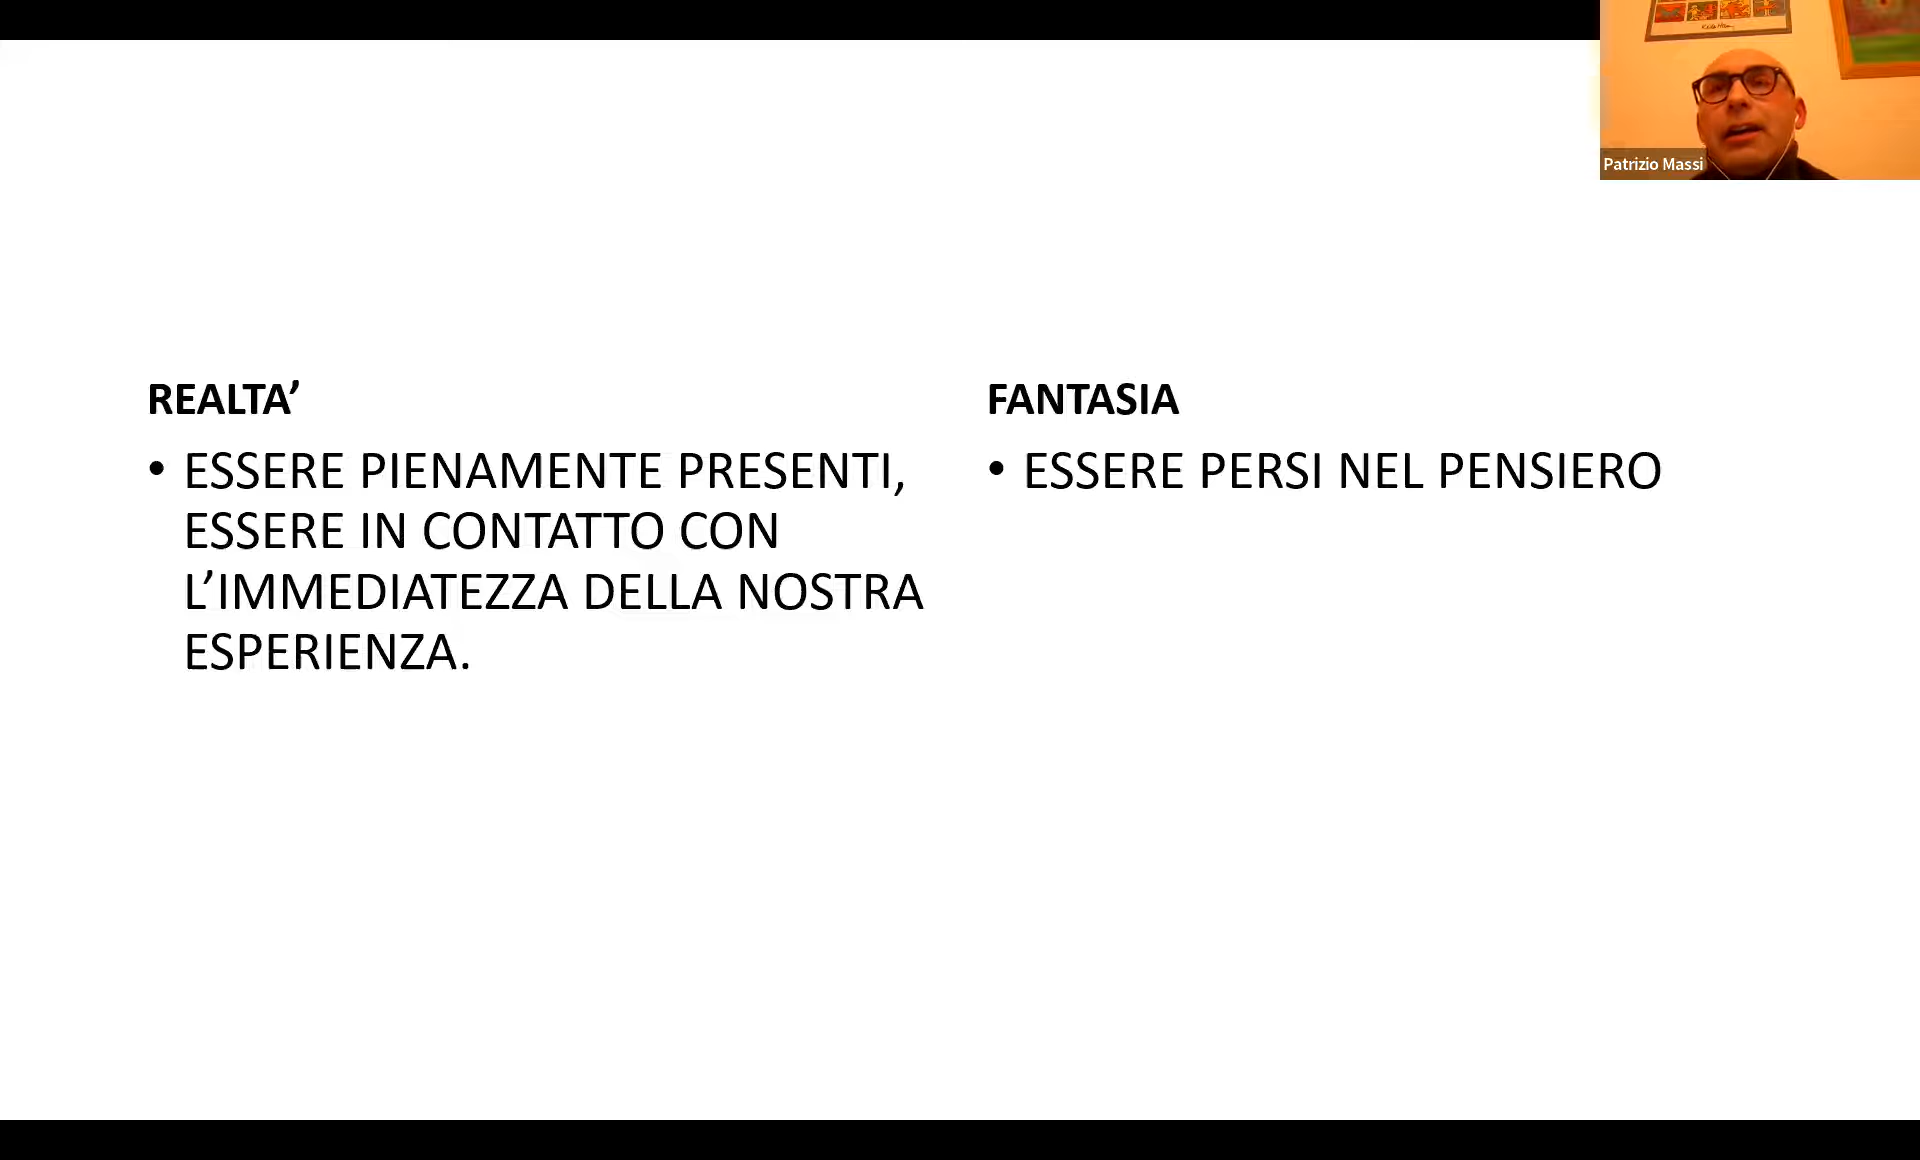 Patrizio Massi
REALTA’
• ESSERE PIENAMENTE PRESENTI,
ESSERE IN CONTATTO CON
L’IMMEDIATEZZA DELLA NOSTRA
ESPERIENZA.
FANTASIA
• ESSERE PERSI NEL PENSIERO